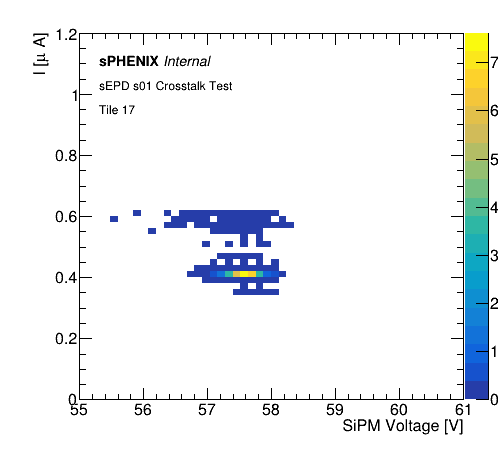 I [μ A]
1.2
1
0.8
0.6
0.4
0.2
0
sPHENIX Internal
sEPD s01 Crosstalk Test
Tile 17
55 56 57 58 59 60 61
SiPM Voltage [V]
7
6
5
4
3
2
1
0